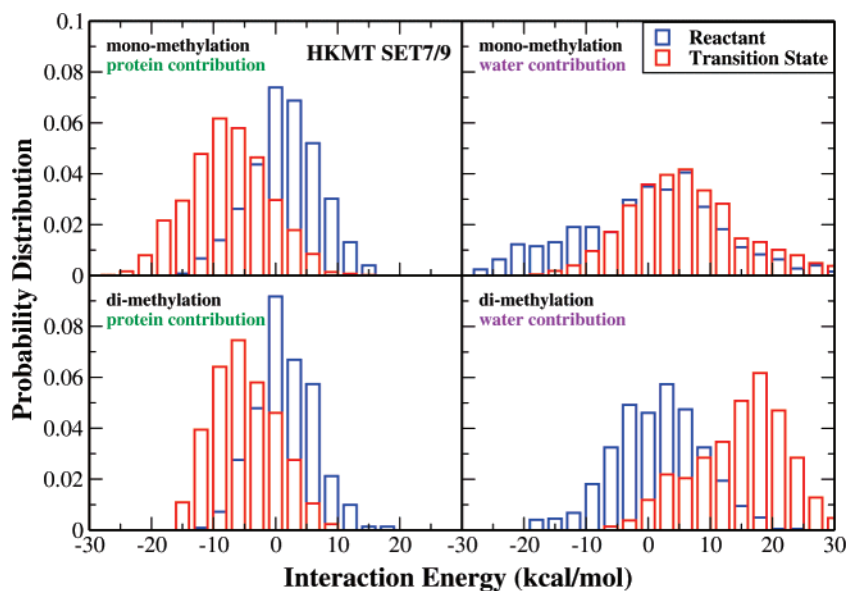 0.1
mono-methylation
protein contribution
HKMT SET7/9
mono-methylation
water contribution
Reactant
Transition State
0.08
0.06
0.04
0.02
0
di-methylation
protein contribution
di-methylation
water contribution
0.08
0.06
0.04
0.02
0
-30 -20 -10 0 10 20 -30 -20 -10 0 10 20 30
Probability Distribution
Interaction Energy (kcal/mol)